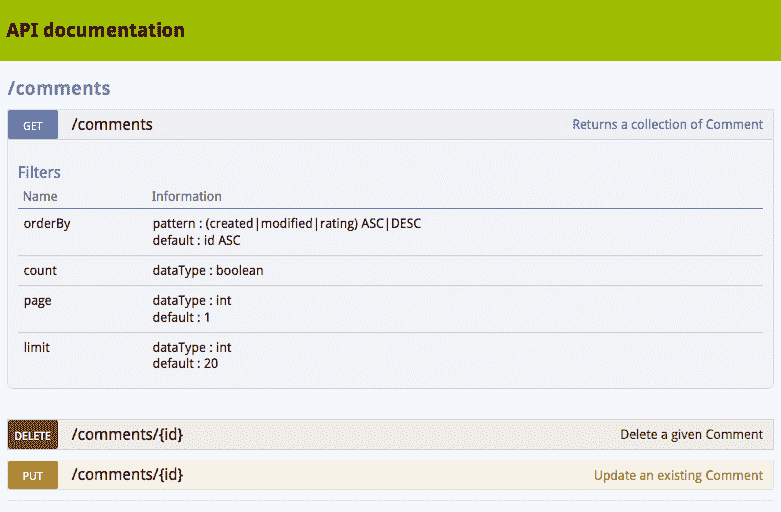 API documentation
/comments
GET /comments Returns a collection of Comment
Filters
Name Information
orderBy pattern : (created|modified|rating) ASC|DESC
default : id ASC
count dataType : boolean
page dataType : int
default : 1
limit dataType : int
default : 20
DELETE /comments/{id} Delete a given Comment
PUT /comments/{id} Update an existing Comment